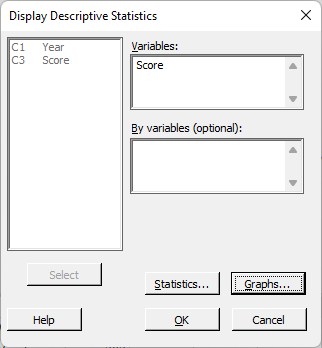 Display Descriptive Statistics
C1 Year
C3 Score
Variables:
Score
By variables (optional):
Select
Statistics...
Graphs...
Help
OK
Cancel